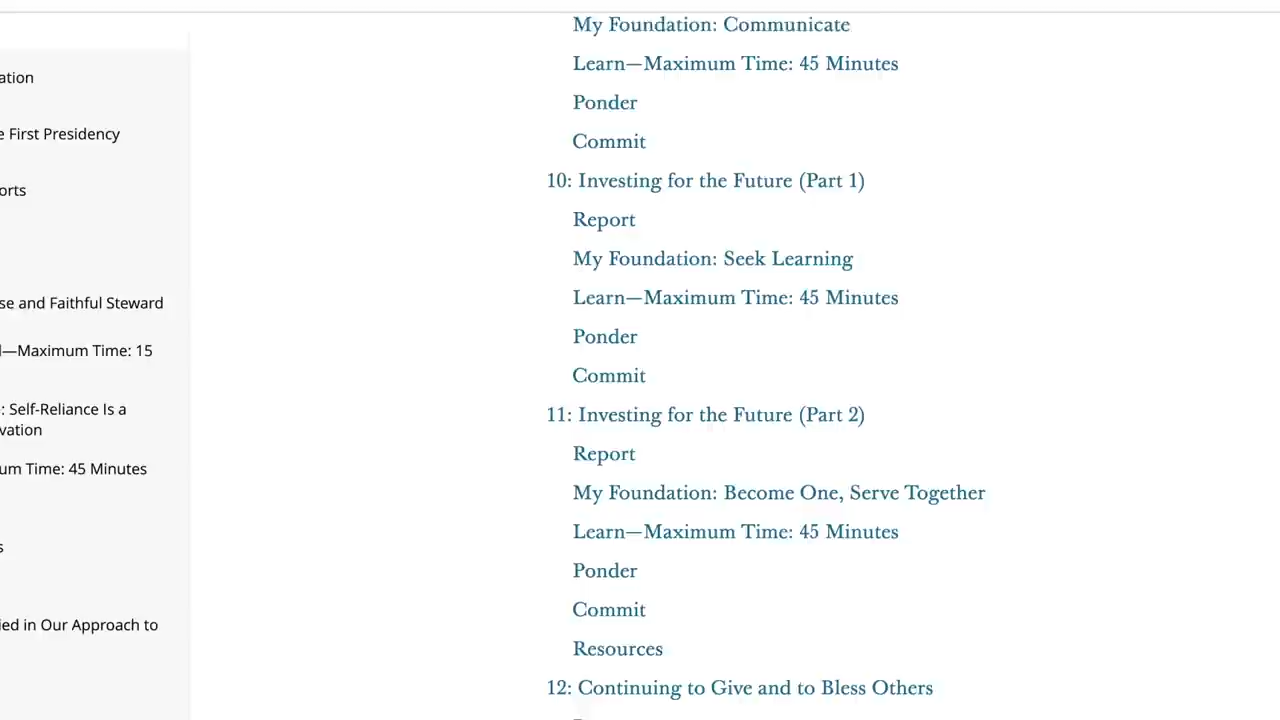 ation
e First Presidency
orts
se and Faithful Steward
—Maximum Time: 15
: Self-Reliance Is a
vation
um Time: 45 Minutes
s
ied in Our Approach to
My Foundation: Communicate
Learn—Maximum Time: 45 Minutes
Ponder
Commit
10: Investing for the Future (Part 1)
Report
My Foundation: Seek Learning
Learn—Maximum Time: 45 Minutes
Ponder
Commit
11: Investing for the Future (Part 2)
Report
My Foundation: Become One, Serve Together
Learn—Maximum Time: 45 Minutes
Ponder
Commit
Resources
12: Continuing to Give and to Bless Others